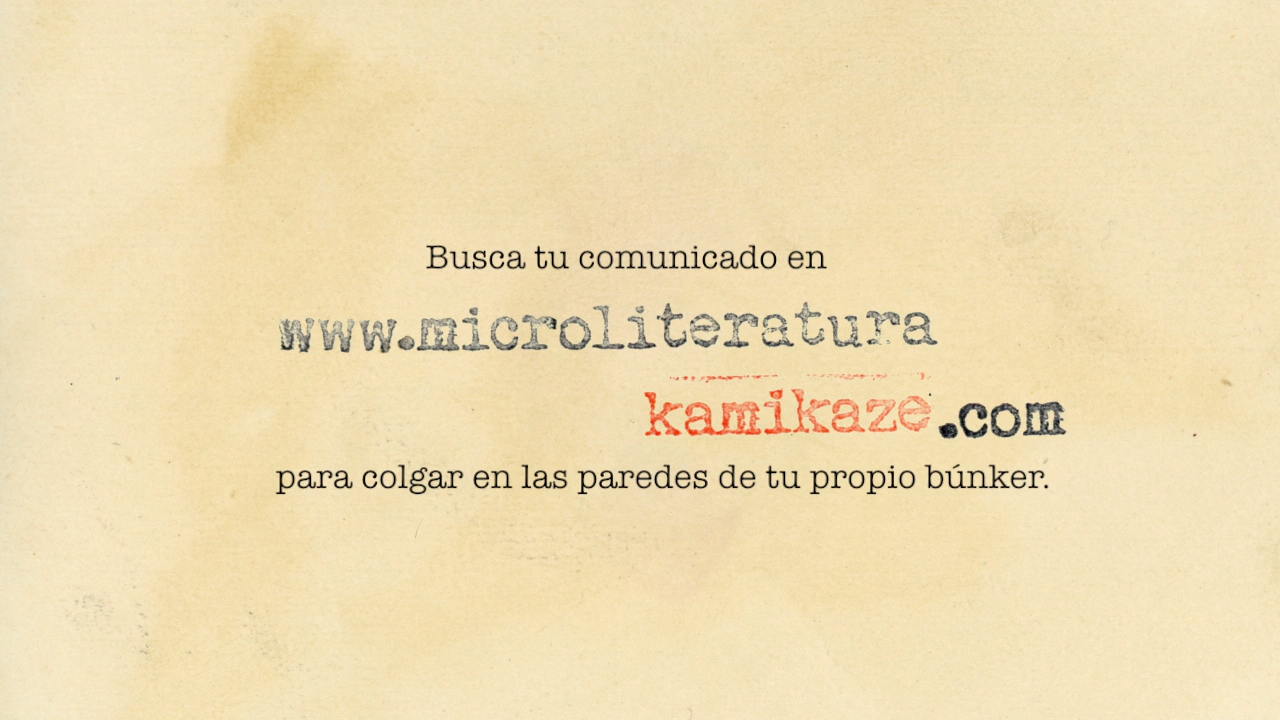 Busca tu comunicado en
www.microliteratura
kamikaze.com
para colgar en las paredes de tu propio búnker.